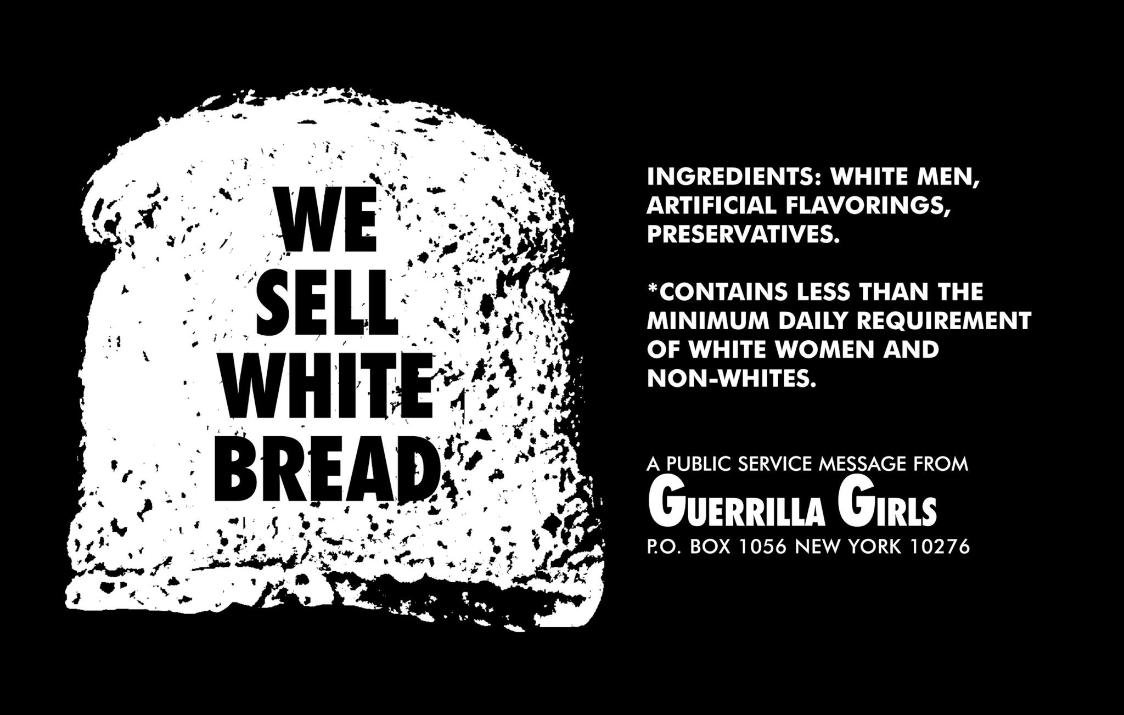 WE
SELL
WHITE
BREAD
INGREDIENTS: WHITE MEN,
ARTIFICIAL FLAVORINGS,
PRESERVATIVES.
*CONTAINS LESS THAN THE
MINIMUM DAILY REQUIREMENT
OF WHITE WOMEN AND
NON-WHITES.
A PUBLIC SERVICE MESSAGE FROM
GUERRILLA GIRLS
P.O. BOX 1056 NEW YORK 10276